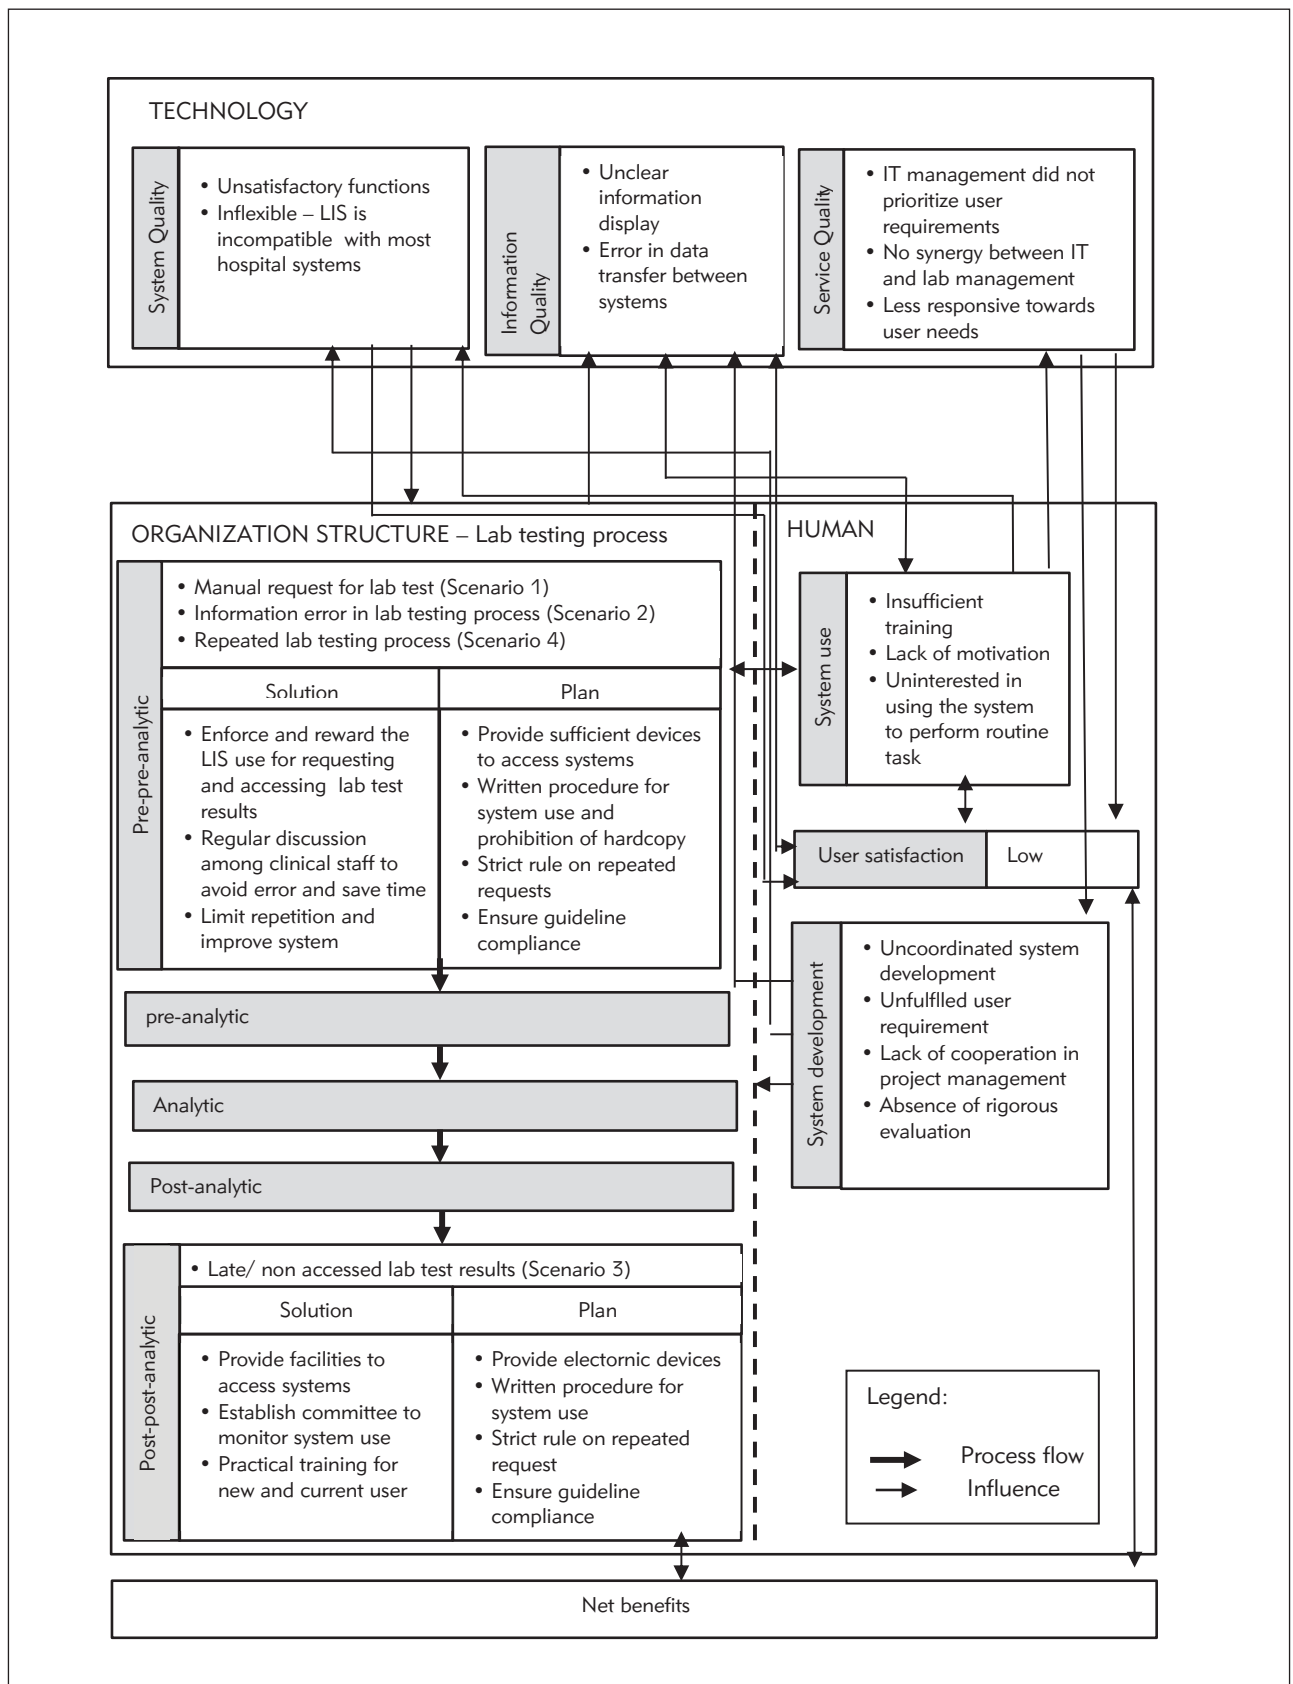 TECHNOLOGY
System Quality
• Unsatisfactory functions
• Inflexible – LIS is
incompatible with most
hospital systems
Information
Quality
• Unclear
information
display
• Error in data
transfer between
systems
Service Quality
• IT management did not
prioritize user
requirements
• No synergy between IT
and lab management
• Less responsive towards
user needs
ORGANIZATION STRUCTURE – Lab testing process
Pre-pre-analytic
• Manual request for lab test (Scenario 1)
• Information error in lab testing process (Scenario 2)
• Repeated lab testing process (Scenario 4)
Solution
• Enforce and reward the
LIS use for requesting
and accessing lab test
results
• Regular discussion
among clinical staff to
avoid error and save time
• Limit repetition and
improve system
Plan
• Provide sufficient devices
to access systems
• Written procedure for
system use and
prohibition of hardcopy
• Strict rule on repeated
requests
• Ensure guideline
compliance
pre-analytic
Analytic
Post-analytic
Post-post-analytic
• Late/ non accessed lab test results (Scenario 3)
Solution
• Provide facilities to
access systems
• Establish committee to
monitor system use
• Practical training for
new and current user
Plan
• Provide electornic devices
• Written procedure for
system use
• Strict rule on repeated
request
• Ensure guideline
compliance
HUMAN
System use
• Insufficient
training
• Lack of motivation
• Uninterested in
using the system
to perform routine
task
User satisfaction
Low
System development
• Uncoordinated system
development
• Unfulflled user
requirement
• Lack of cooperation in
project management
• Absence of rigorous
evaluation
Legend:
Process flow
Influence
Net benefits